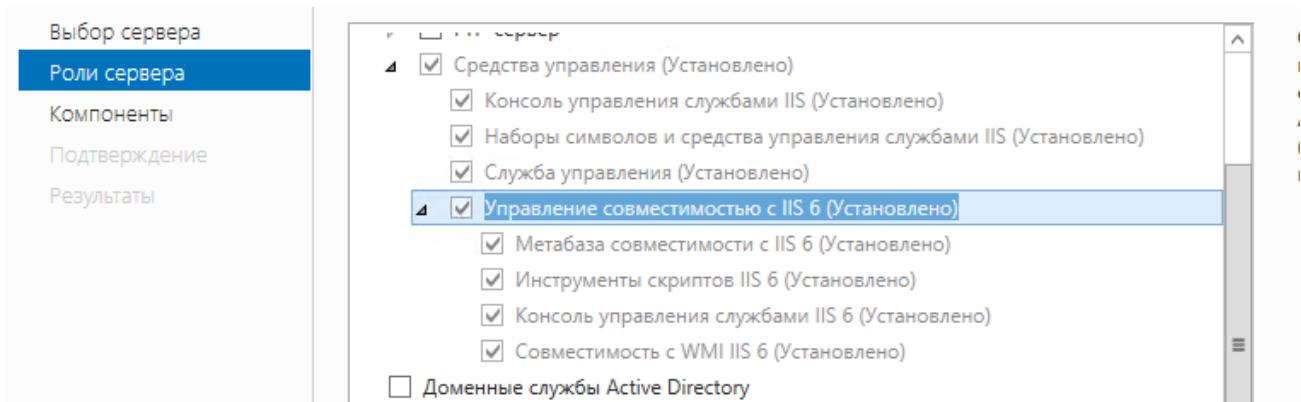 Выбор сервера
Роли сервера
Компоненты
Подтверждение
Результаты
сервер
Средства управления (Установлено)
Консоль управления службами IIS (Установлено)
Наборы символов и средства управления службами IIS (Установлено)
Служба управления (Установлено)
Управление совместимостью с IIS 6 (Установлено)
Метабаза совместимости с IIS 6 (Установлено)
Инструменты скриптов IIS 6 (Установлено)
Консоль управления службами IIS 6 (Установлено)
Совместимость с WMI IIS 6 (Установлено)
Доменные службы Active Directory